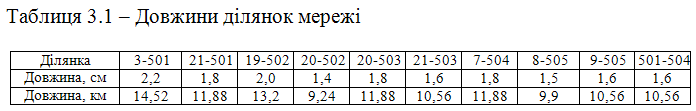 Таблиця 3.1 – Довжини ділянок мережі
Ділянка 3-501 21-501 19-502 20-502 20-503 21-503 7-504 8-505 9-505 501-504
Довжина, см 2,2 1,8 2,0 1,4 1,8 1,6 1,8 1,5 1,6 1,6
Довжина, км 14,52 11,88 13,2 9,24 11,88 10,56 11,88 9,9 10,56 10,56